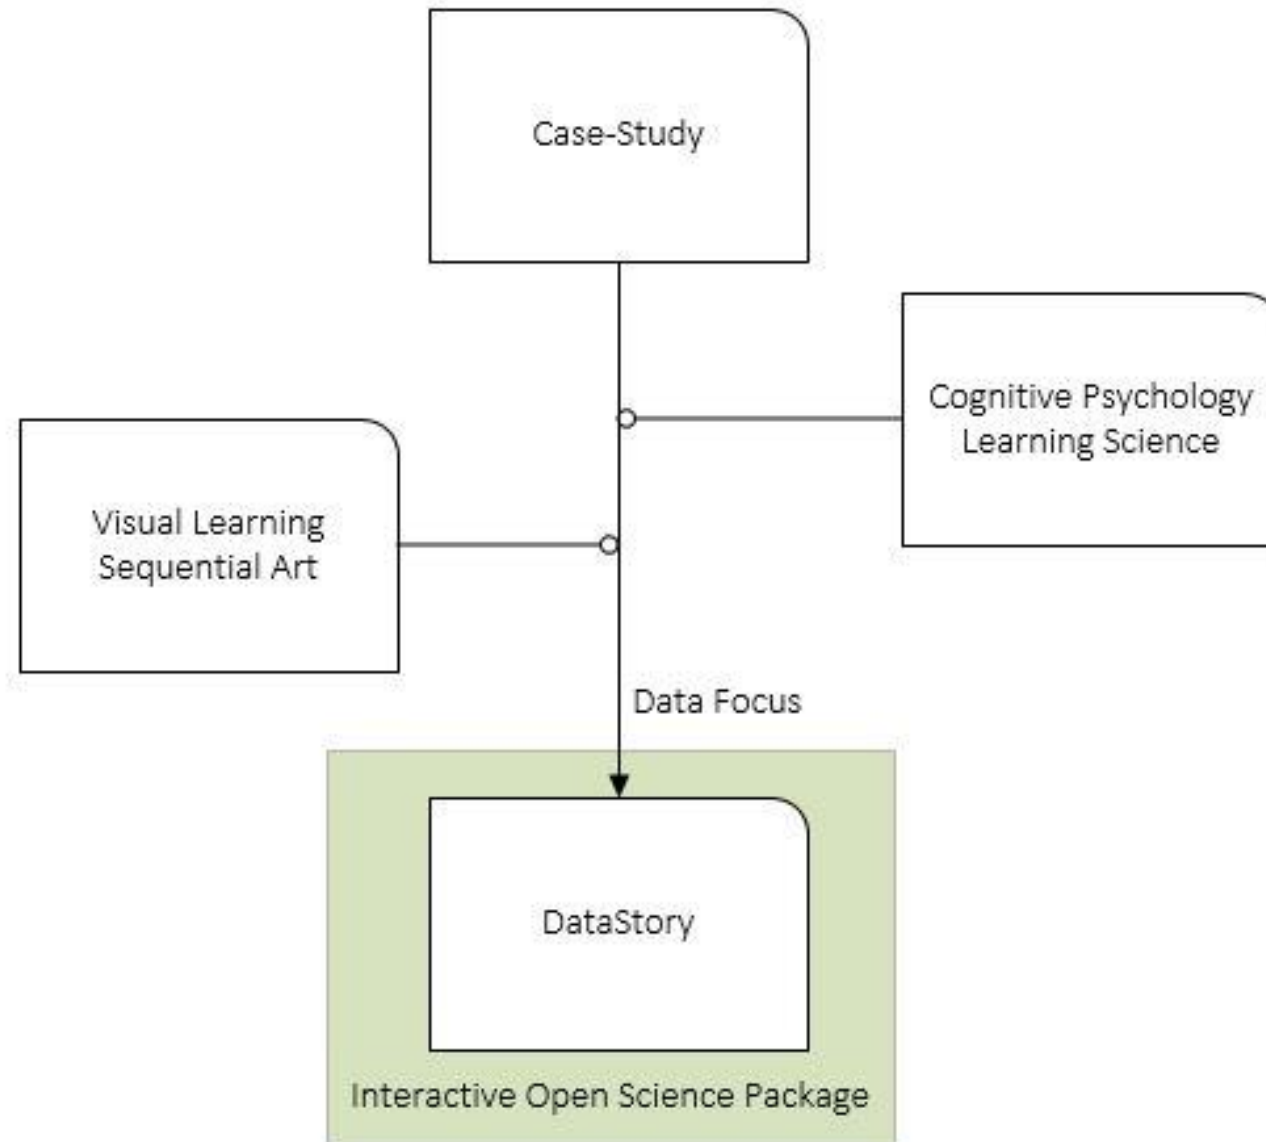 Case-Study
Cognitive Psychology
Learning Science
Visual Learning
Sequential Art
Data Focus
DataStory
Interactive Open Science Package